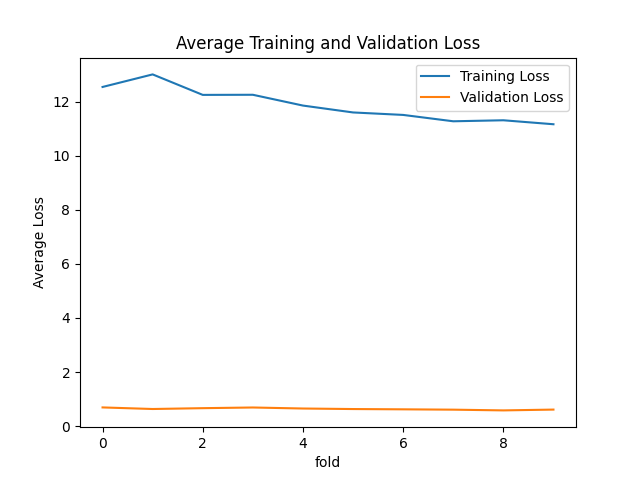 Average Training and Validation Loss
Training Loss
Validation Loss
12
10
8
6
4
2
0
Average Loss
0 2 4 6 8
fold